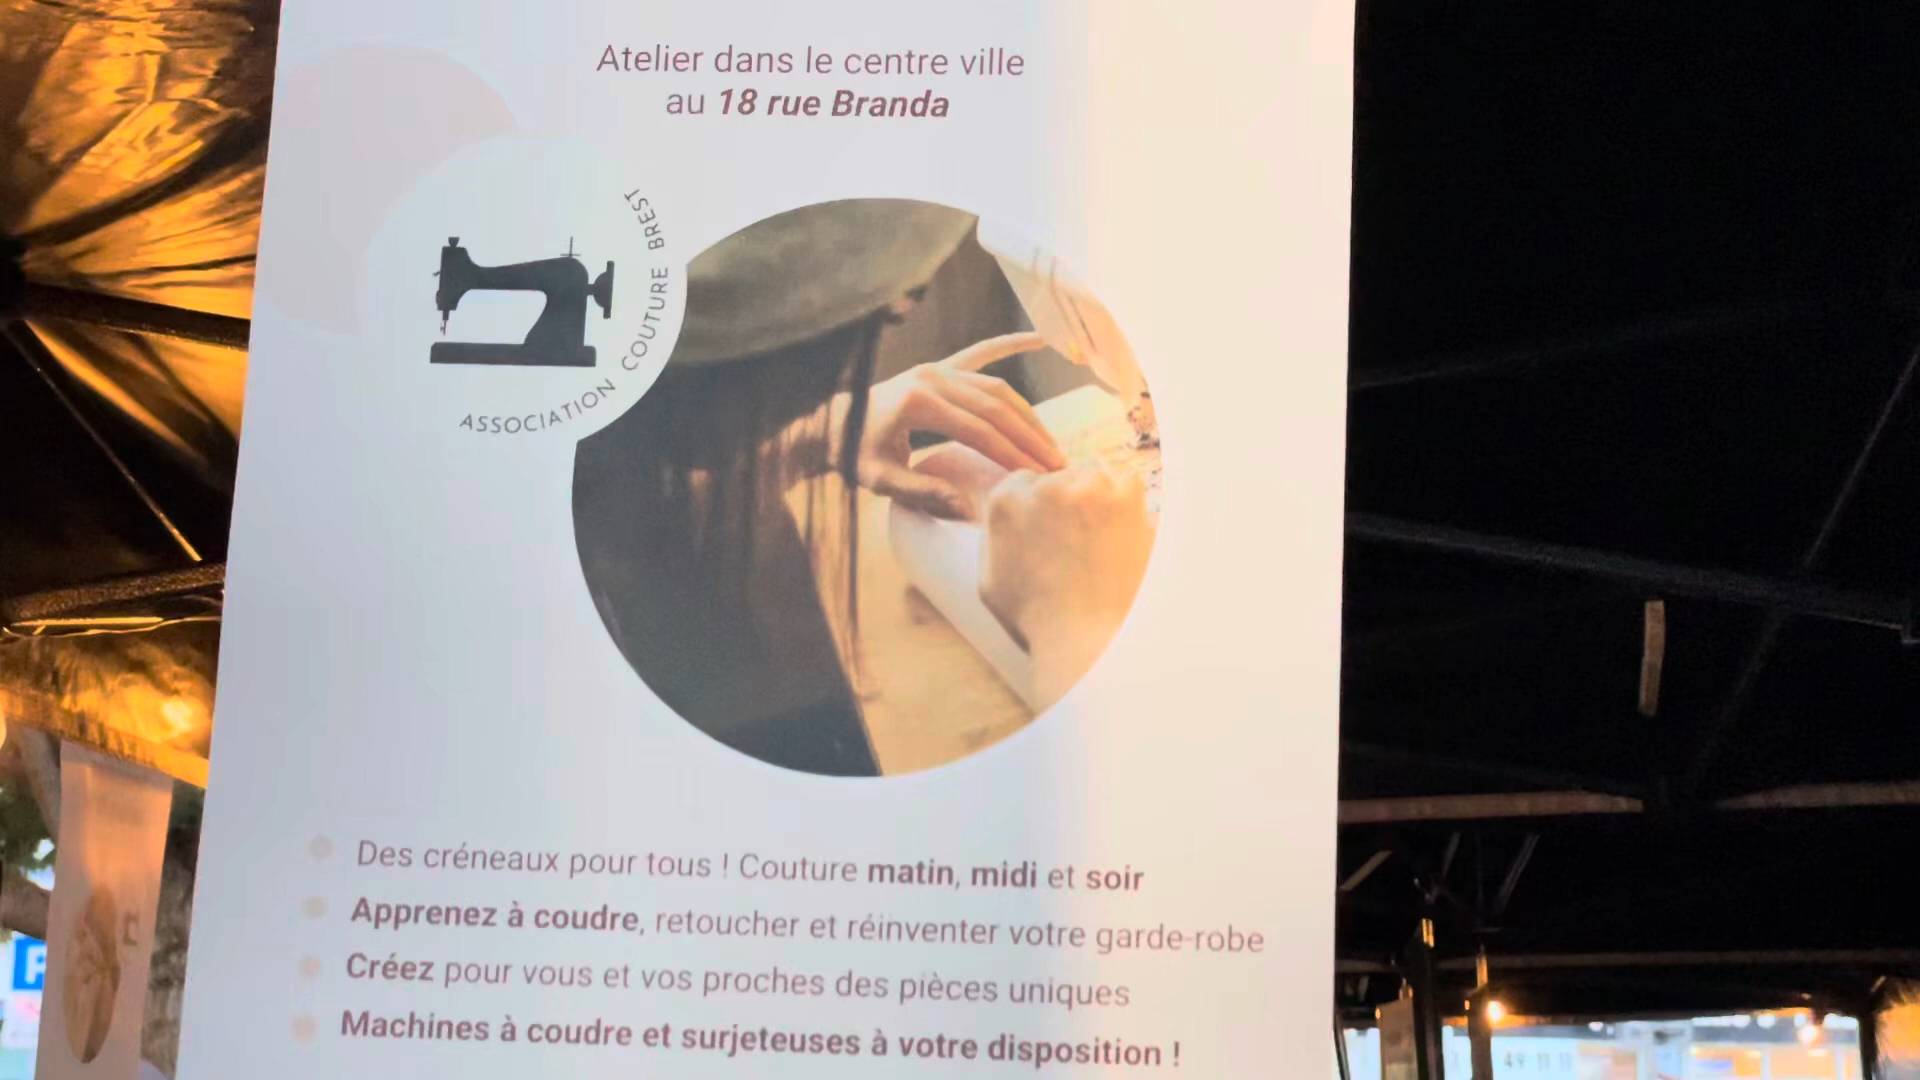 Atelier dans le centre ville
au 18 rue Branda
ASSOCIATION COUTURE BREST
Des créneaux pour tous ! Couture matin, midi et soir
Apprenez à coudre, retoucher et réinventer votre garde-robe
Créez pour vous et vos proches des pièces uniques
Machines à coudre et surjeteuses à votre disposition !
P